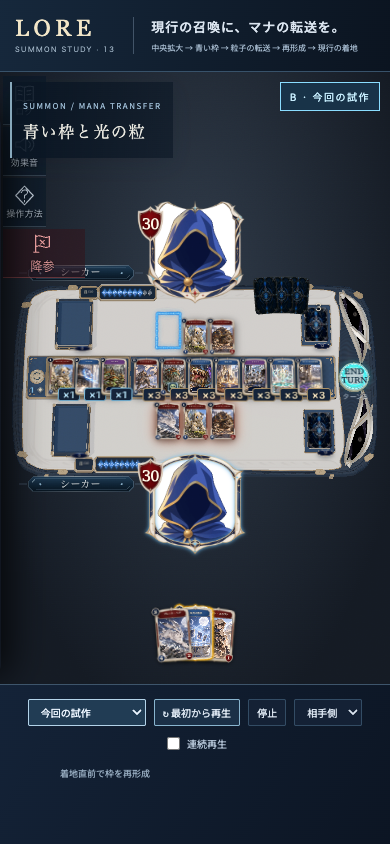 LORE
SUMMON STUDY · 13
現行の召喚に、マナの転送を。
中央拡大 → 青い枠 → 粒子の転送 → 再形成 → 現行の着地
SUMMON / MANA TRANSFER
青い枠と光の粒
B · 今回の試作
効果音
操作方法
降参
シーカー
30
×1 ×1 ×1 ×3 ×3 ×3 ×3 ×3 ×3 ×3
END
TURN
30
シーカー
今回の試作
↻ 最初から再生
停止
相手側
連続再生
着地直前で枠を再形成